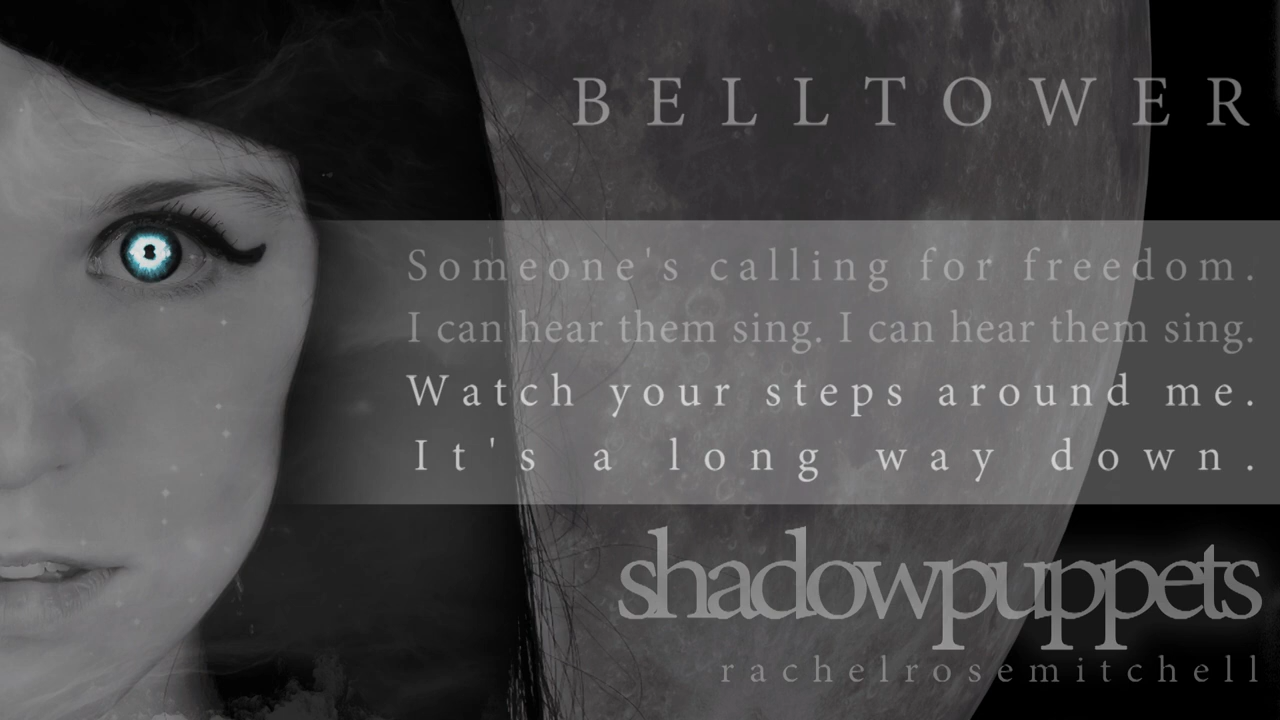 BELLTOWER
Someone's calling for freedom.
I can hear them sing. I can hear them sing.
Watch your steps around me.
It's a long way down.
shadowpuppets
rachelrosemitchell